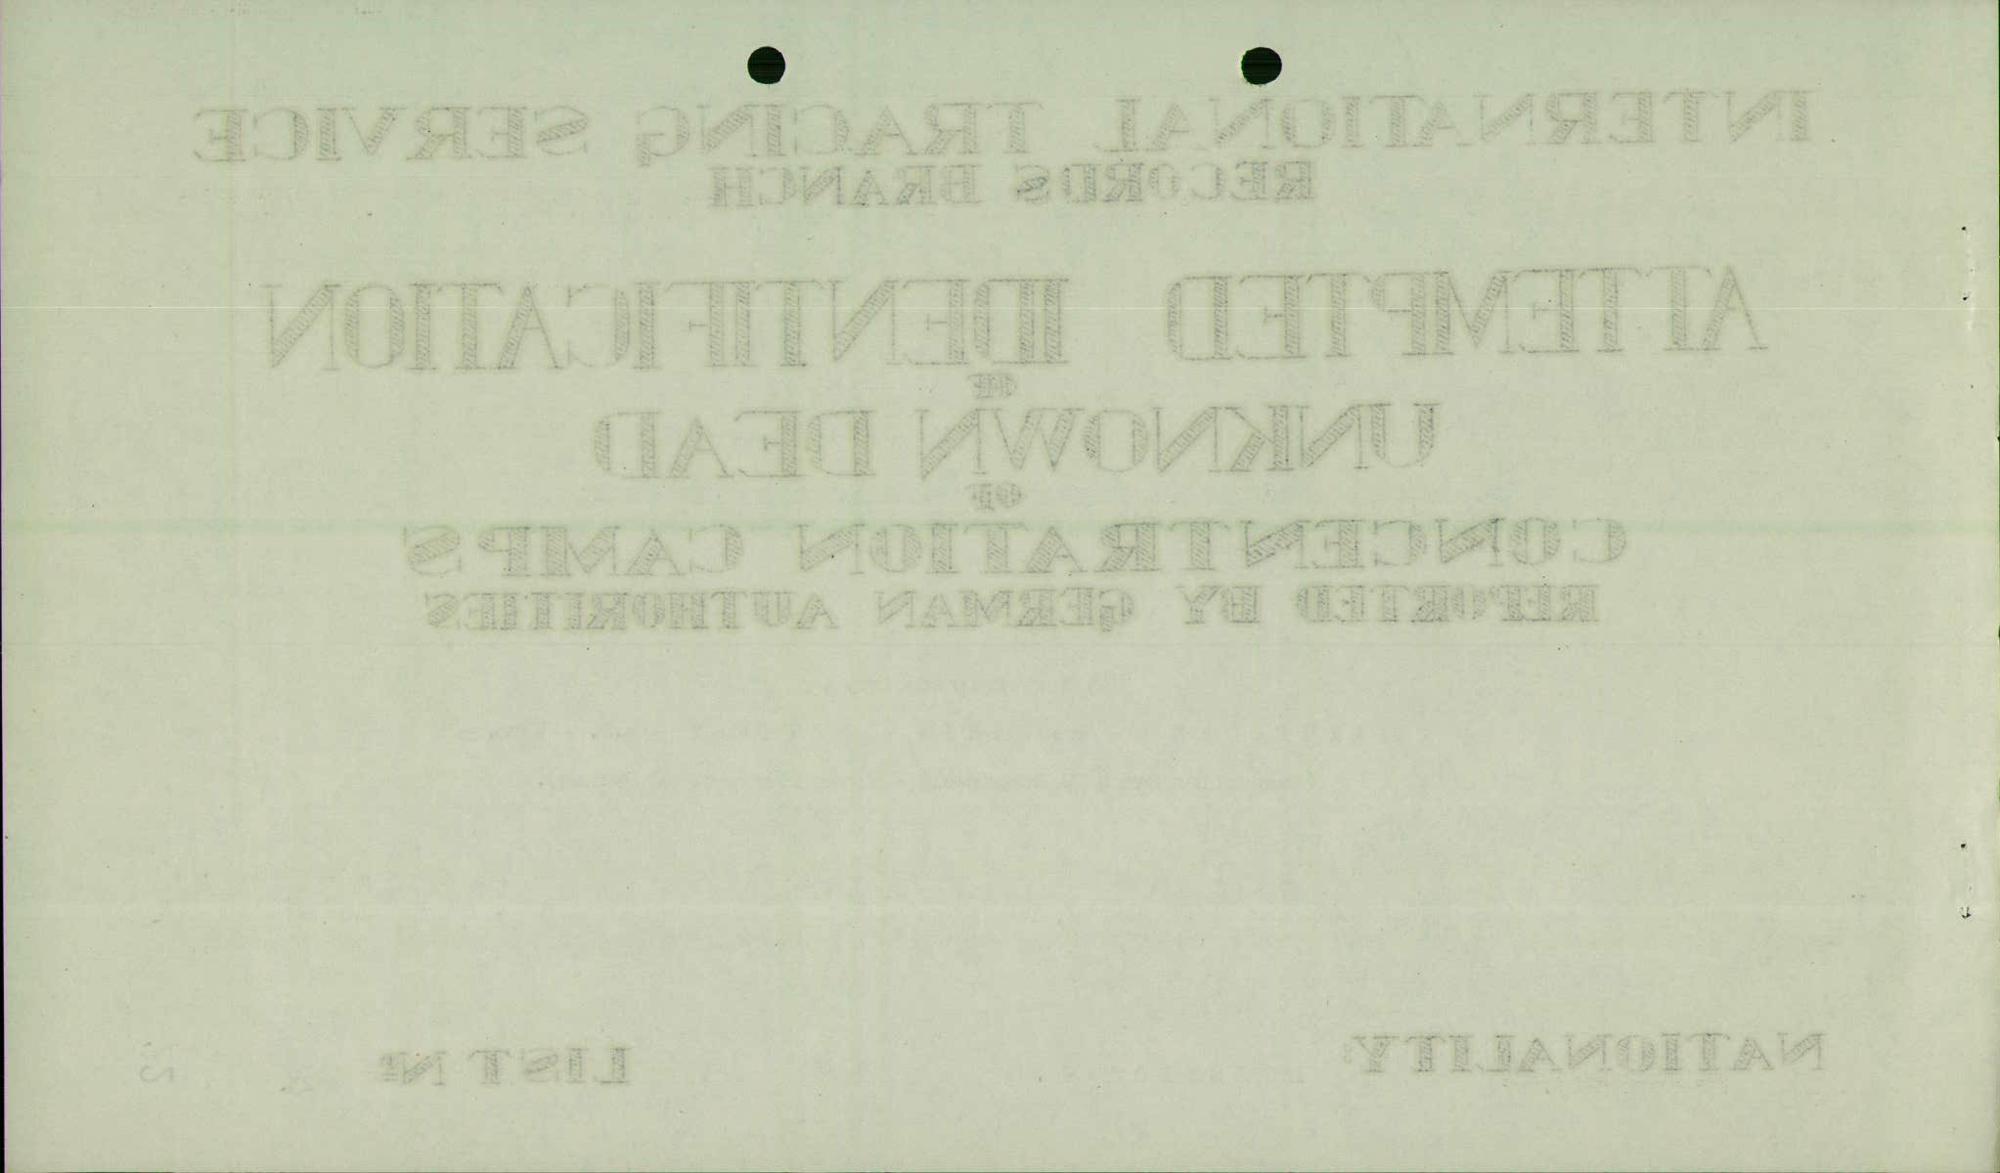 INTERNATIONAL TRACING SERVICE
RECORDS BRANCH
ATTEMPTED IDENTIFICATION
OF
UNKNOWN DEAD
OF
CONCENTRATION CAMPS
REPORTED BY GERMAN AUTHORITIES
NATIONALITY:
LIST Nº